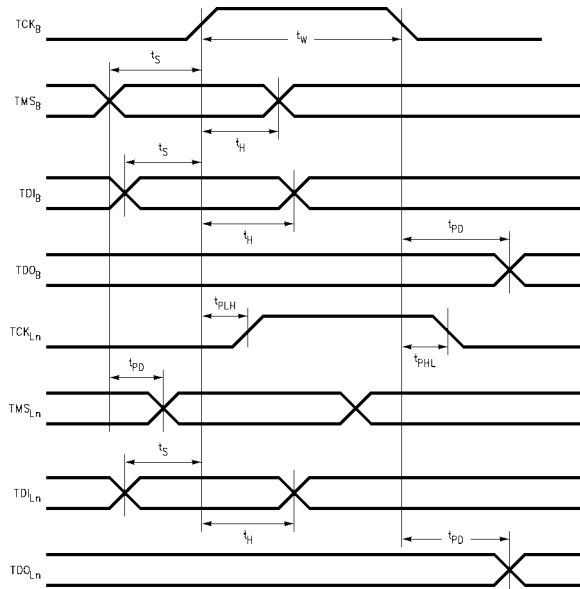 TCK_B
t_W
t_S
TMS_B
t_H
t_S
TDI_B
t_H
t_PD
TDO_B
t_PLH
TCK_Ln
t_PHL
t_PD
TMS_Ln
t_S
TDI_Ln
t_H
t_PD
TDO_Ln